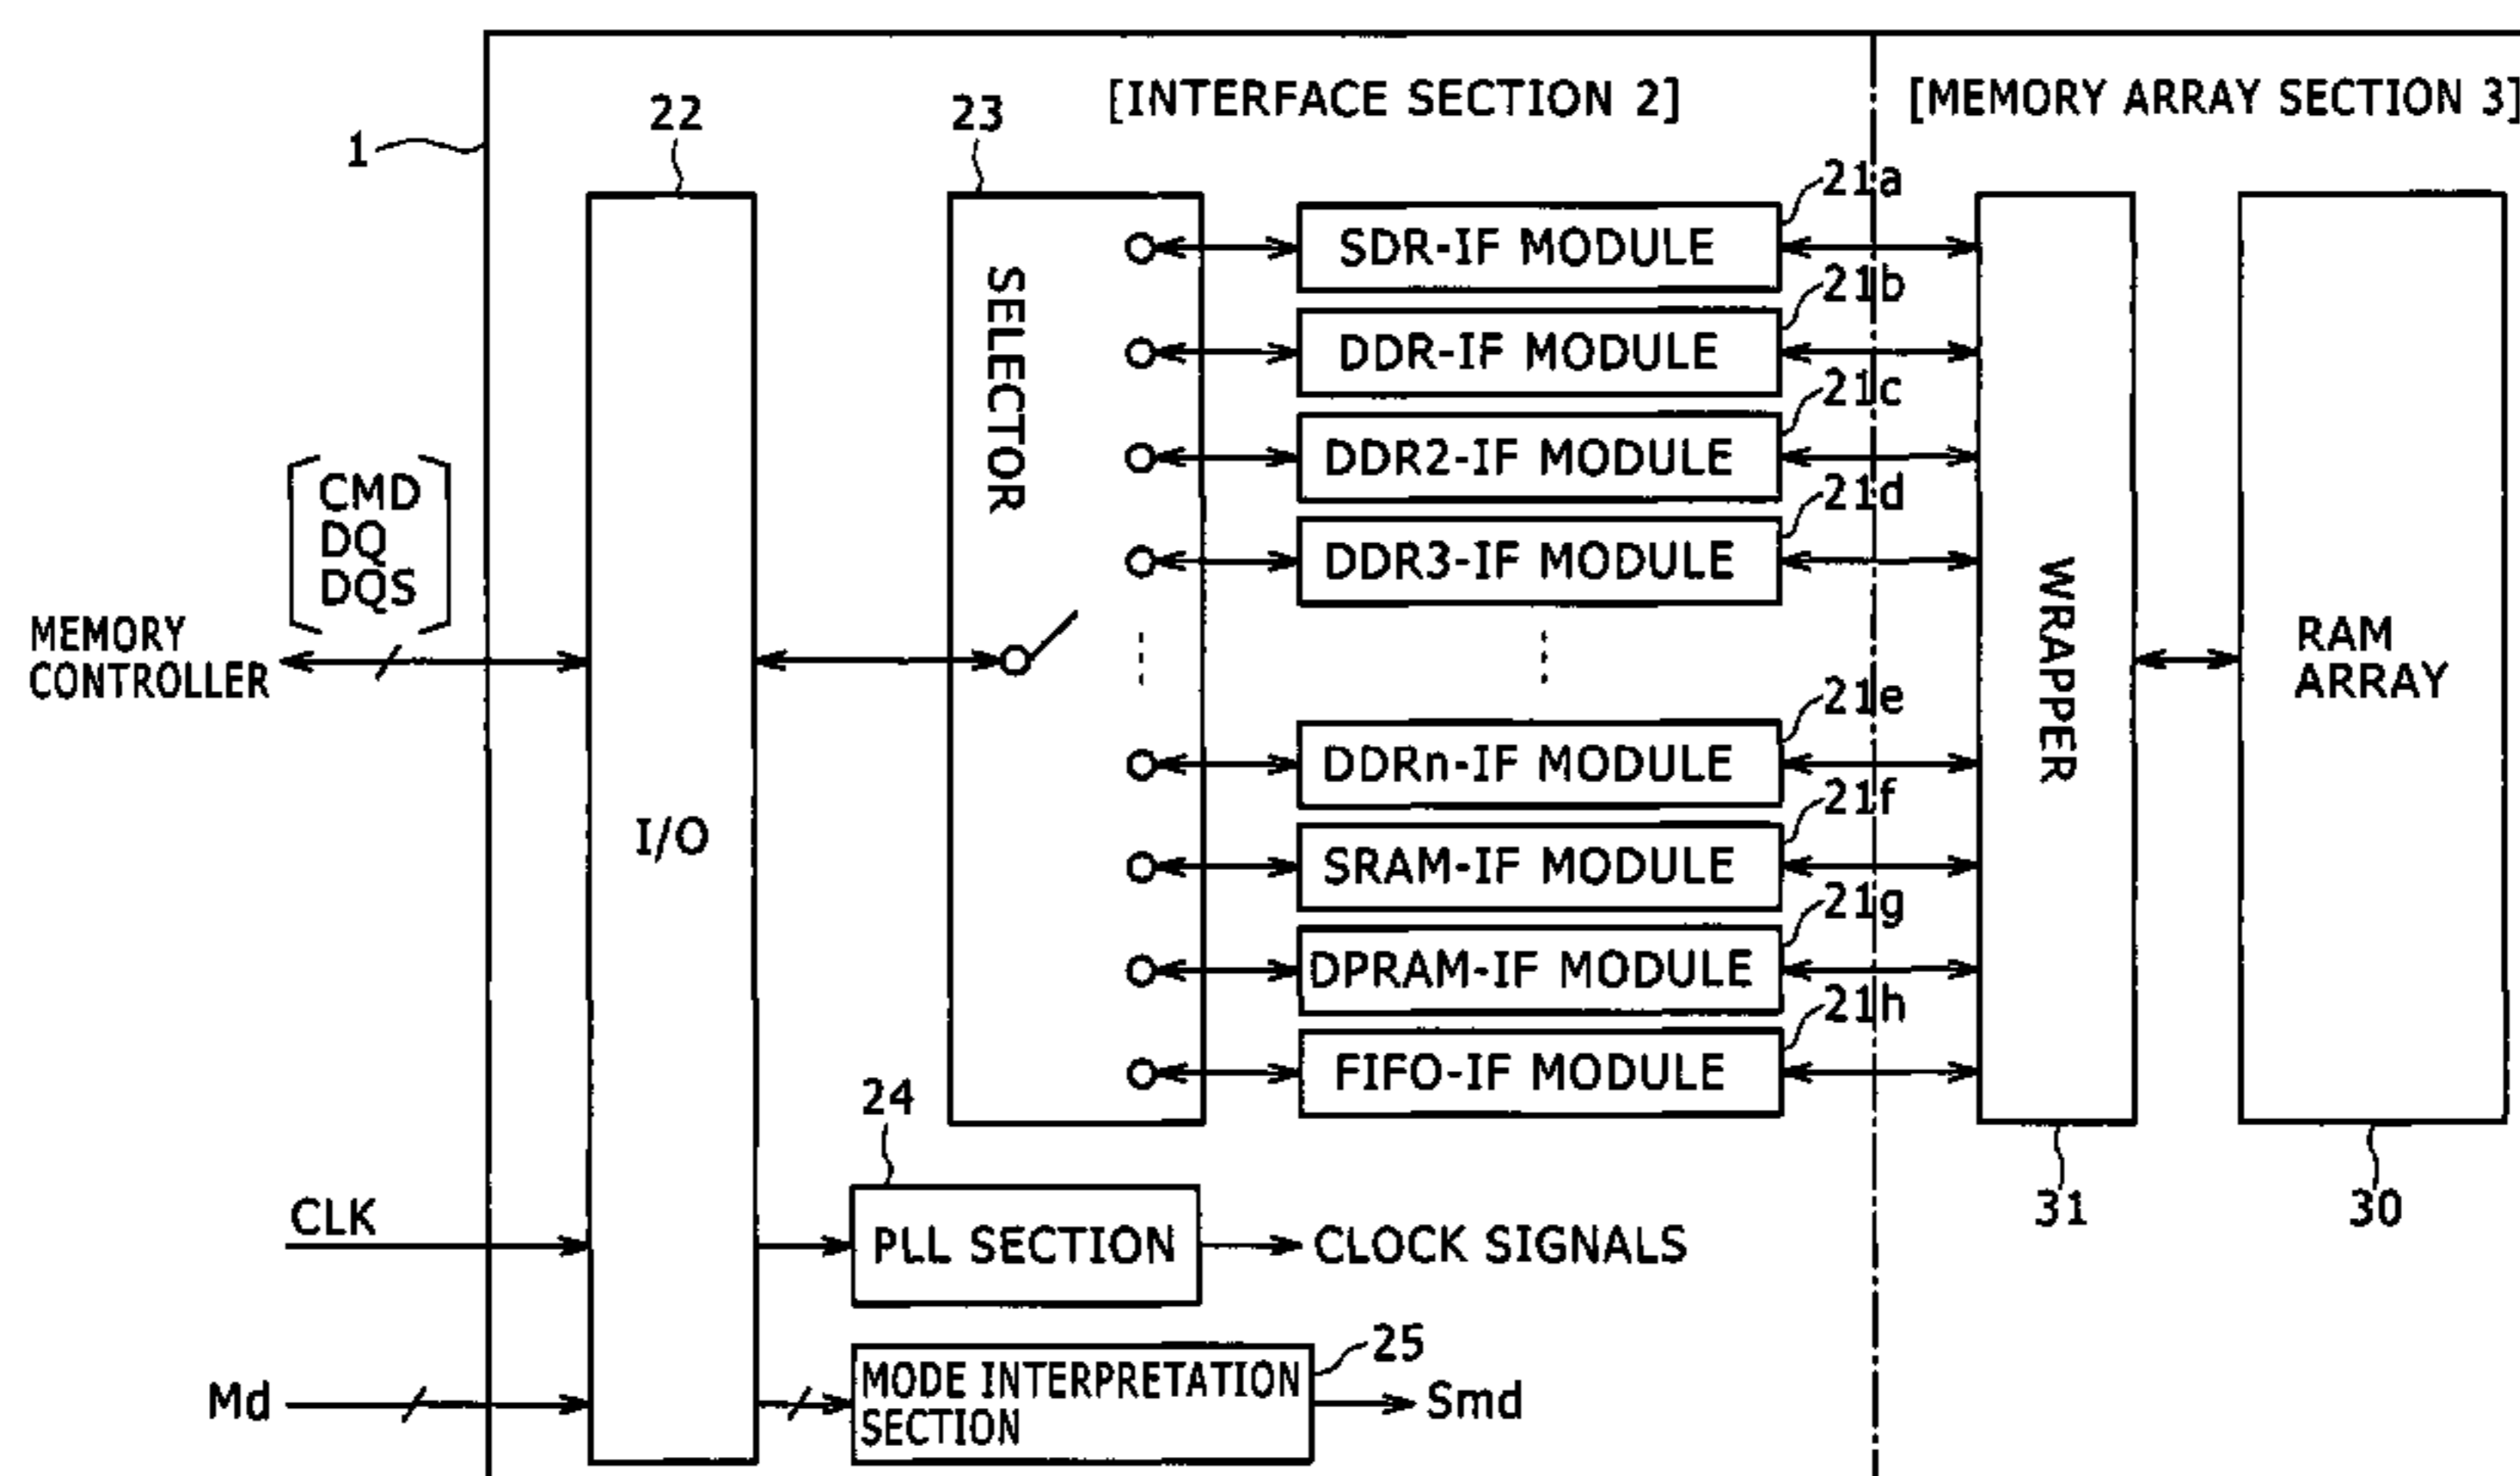 [INTERFACE SECTION 2]
[MEMORY ARRAY SECTION 3]
1
22
23
21a
SDR-IF MODULE
21b
DDR-IF MODULE
21c
DDR2-IF MODULE
21d
DDR3-IF MODULE
21e
DDRn-IF MODULE
21f
SRAM-IF MODULE
21g
DPRAM-IF MODULE
21h
FIFO-IF MODULE
SELECTOR
CMD
DQ
DQS
MEMORY
CONTROLLER
I/O
WRAPPER
RAM
ARRAY
31
30
24
CLK
PLL SECTION
CLOCK SIGNALS
25
Md
MODE INTERPRETATION
SECTION
Smd